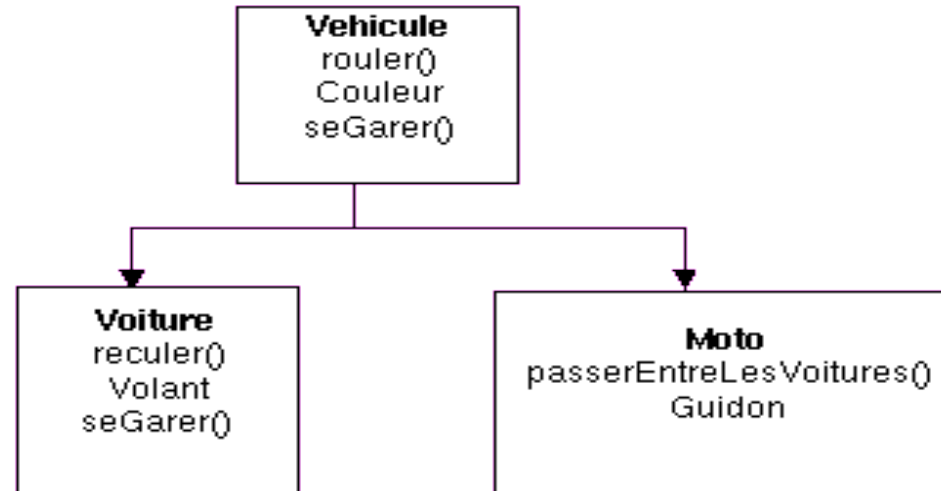 Vehicule
rouler()
Couleur
seGarer()
Voiture
reculer()
Volant
seGarer()
Moto
passerEntreLesVoitures()
Guidon